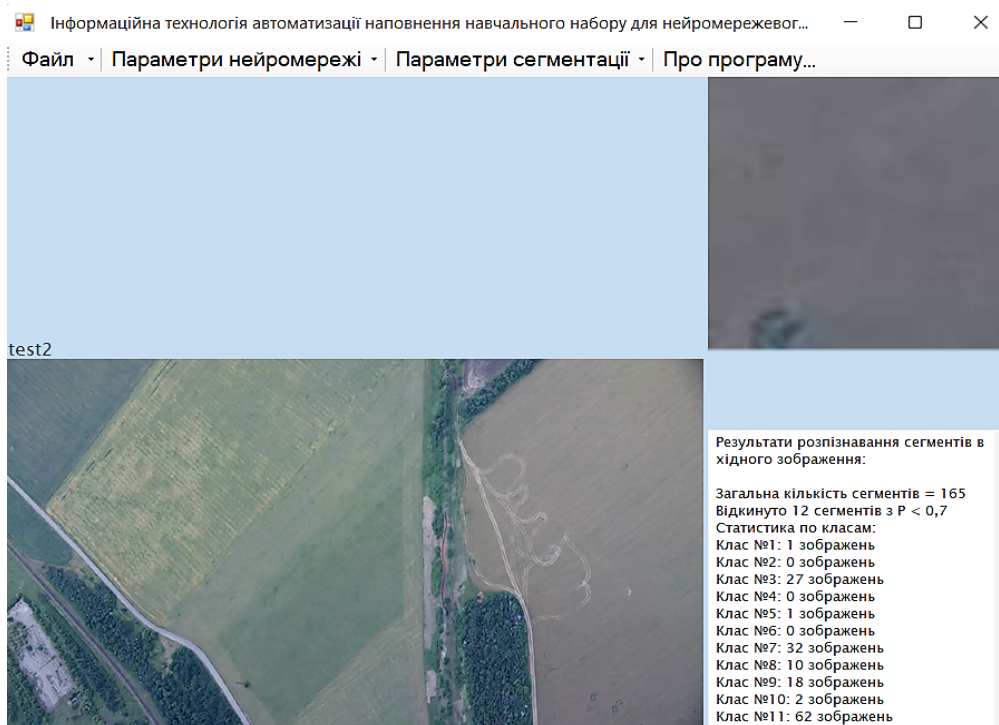 Інформаційна технологія автоматизації наповнення навчального набору для нейромережевог...
Файл Параметри нейромережі Параметри сегментації Про програму...
test2
Результати розпізнавання сегментів в
хідного зображення:
Загальна кількість сегментів = 165
Відкинуто 12 сегментів з P < 0,7
Статистика по класам:
Клас №1: 1 зображень
Клас №2: 0 зображень
Клас №3: 27 зображень
Клас №4: 0 зображень
Клас №5: 1 зображень
Клас №6: 0 зображень
Клас №7: 32 зображень
Клас №8: 10 зображень
Клас №9: 18 зображень
Клас №10: 2 зображень
Клас №11: 62 зображень